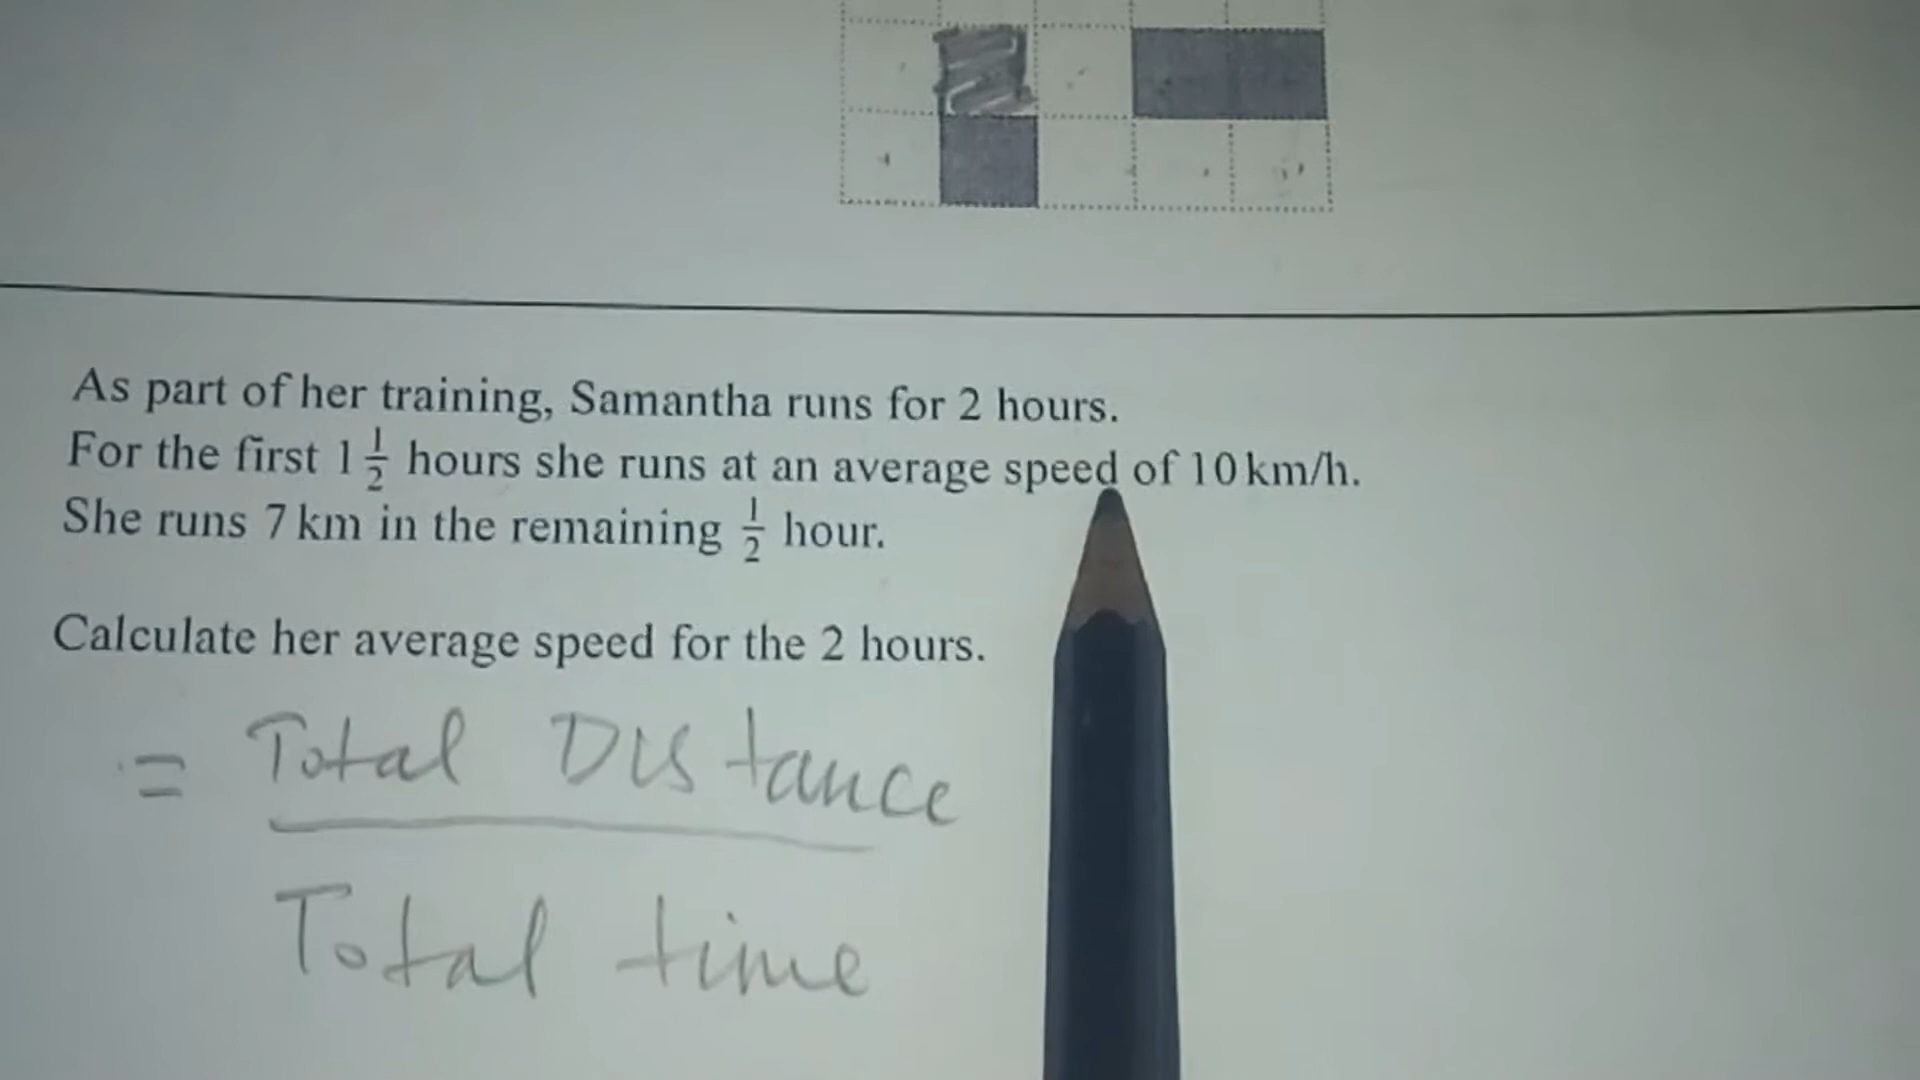 As part of her training, Samantha runs for 2 hours.
For the first 1 1/2 hours she runs at an average speed of 10 km/h.
She runs 7 km in the remaining 1/2 hour.
Calculate her average speed for the 2 hours.
= Total Distance
Total time